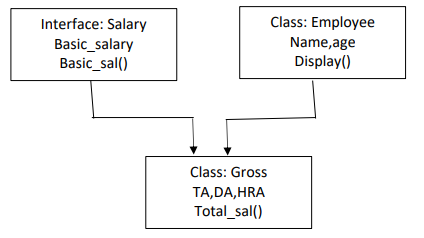 Interface: Salary
Basic_salary
Basic_sal()
Class: Employee
Name,age
Display()
Class: Gross
TA,DA,HRA
Total_sal()